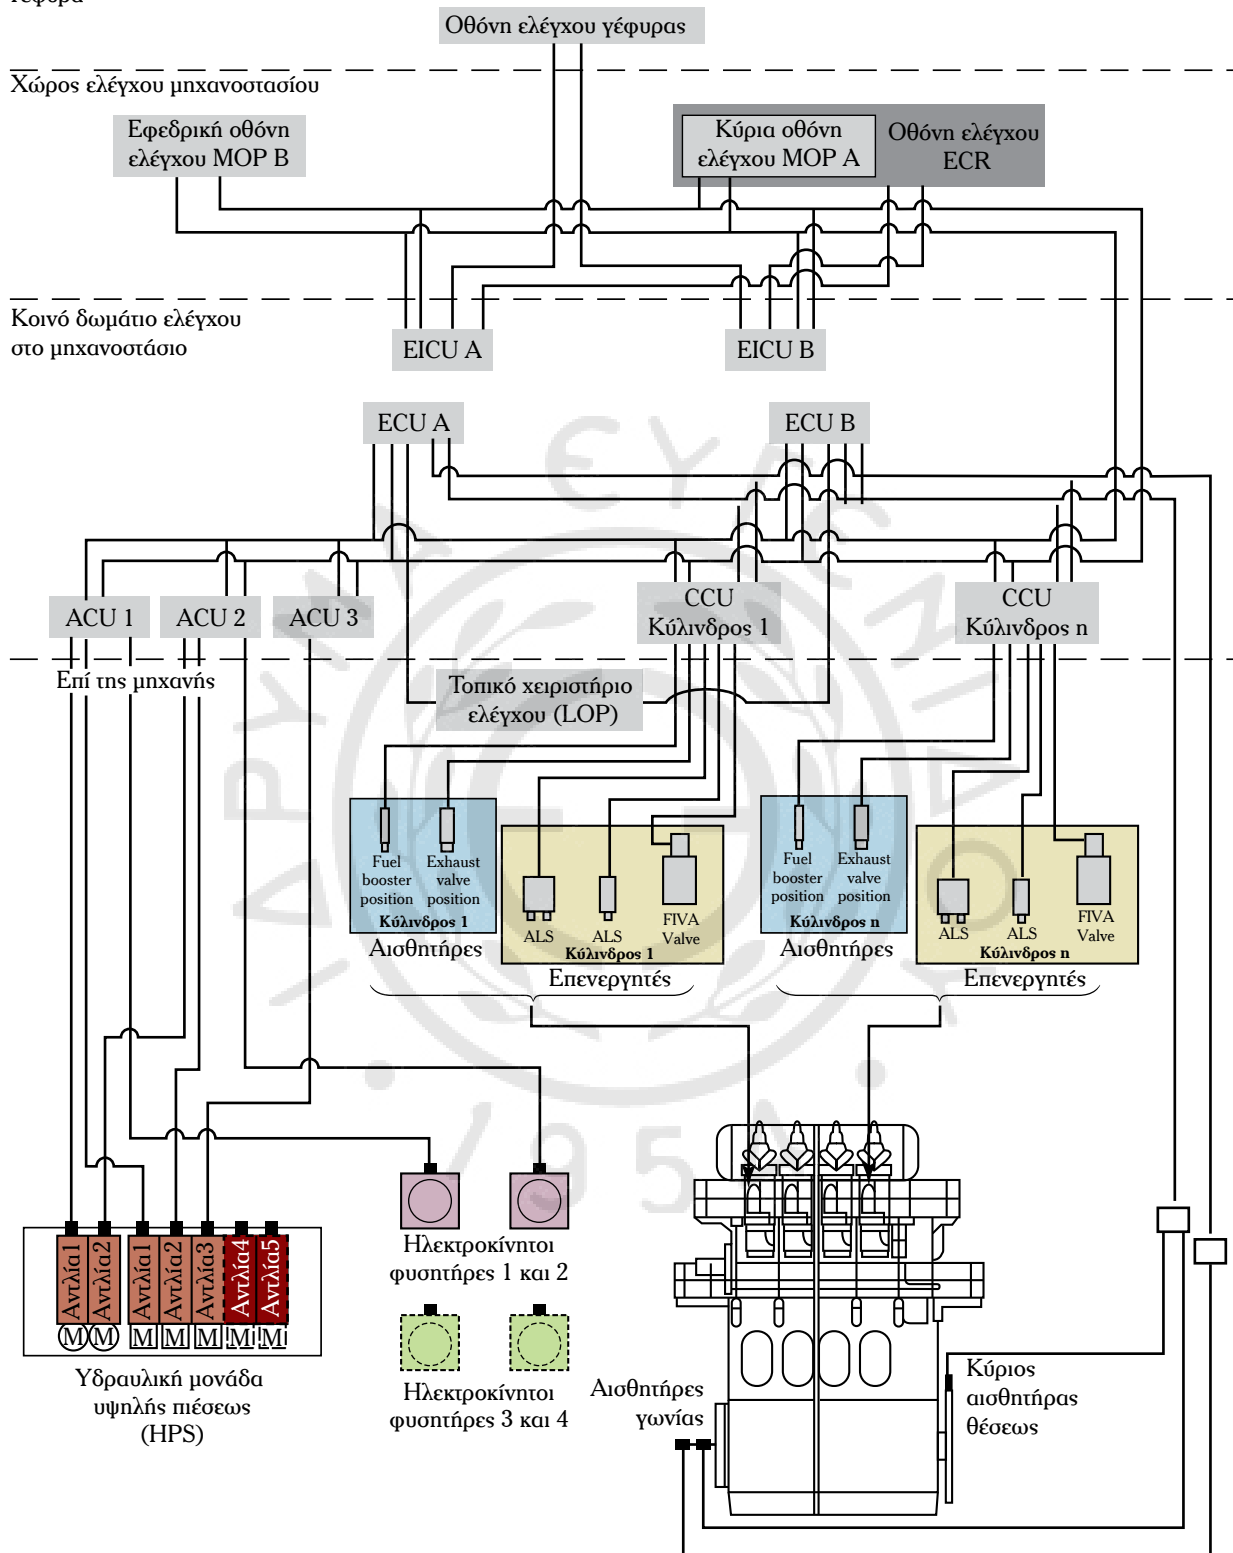 Γέφυρα
Οθόνη ελέγχου γέφυρας
Χώρος ελέγχου μηχανοστασίου
Εφεδρική οθόνη
ελέγχου MOP B
Κύρια οθόνη
ελέγχου MOP A
Οθόνη ελέγχου
ECR
Κοινό δωμάτιο ελέγχου
στο μηχανοστάσιο
EICU A
EICU B
ECU A
ECU B
ACU 1
ACU 2
ACU 3
CCU
Κύλινδρος 1
CCU
Κύλινδρος n
Επί της μηχανής
Τοπικό χειριστήριο
ελέγχου (LOP)
Fuel
booster
position
Exhaust
valve
position
Κύλινδρος 1
Αισθητήρες
ALS
ALS
FIVA
Valve
Κύλινδρος 1
Επενεργητές
Fuel
booster
position
Exhaust
valve
position
Κύλινδρος n
Αισθητήρες
ALS
ALS
FIVA
Valve
Κύλινδρος n
Επενεργητές
Αντλία1
Αντλία2
Αντλία1
Αντλία2
Αντλία3
Αντλία4
Αντλία5
M
M
M
M
M
M
M
Υδραυλική μονάδα
υψηλής πιέσεως
(HPS)
Ηλεκτροκίνητοι
φυσητήρες 1 και 2
Ηλεκτροκίνητοι
φυσητήρες 3 και 4
Αισθητήρες
γωνίας
Κύριος
αισθητήρας
θέσεως
ΙΔΡΥΜΑ ΕΥΓΕΝΙΔΟΥ
1954